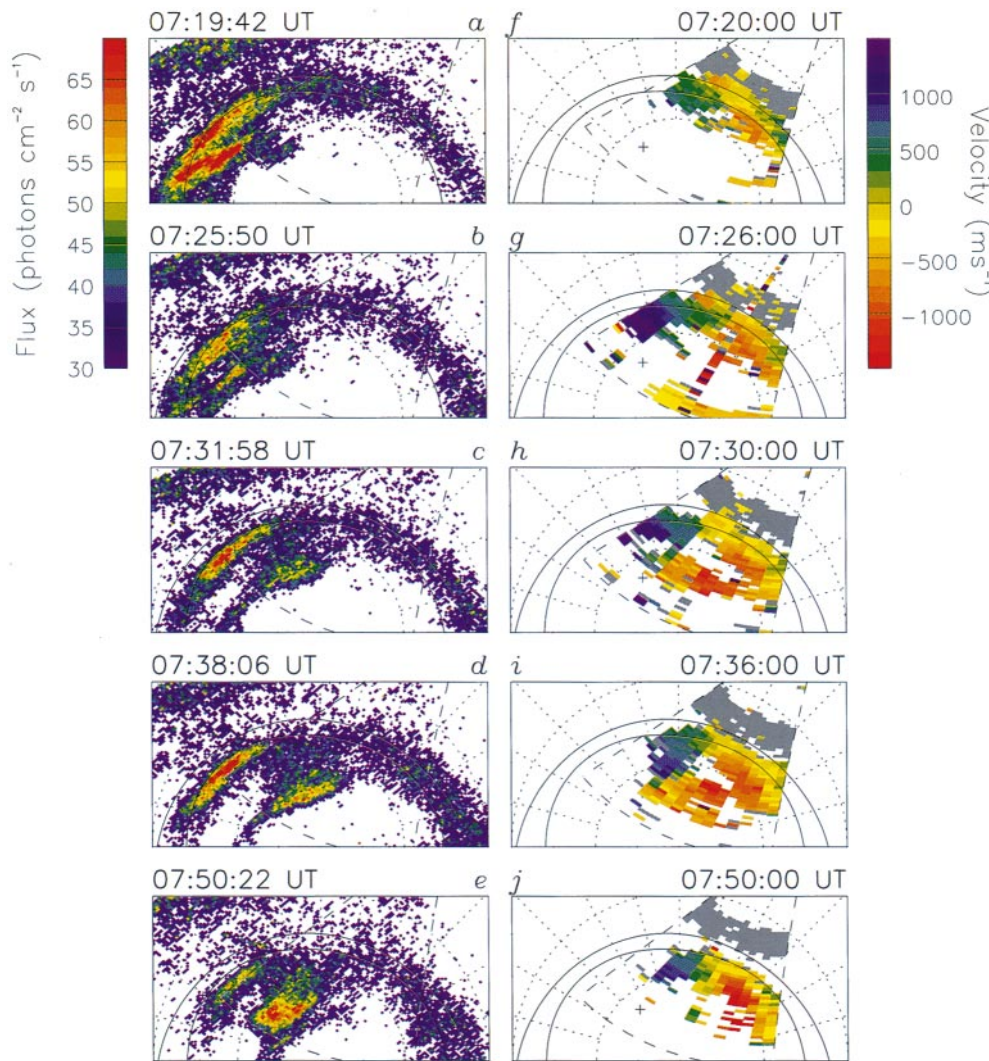 07:19:42 UT a
f 07:20:00 UT
Flux (photons cm⁻² s⁻¹)
65
60
55
50
45
40
35
30
1000
500
0
-500
-1000
Velocity (ms⁻¹)
07:25:50 UT b
g 07:26:00 UT
07:31:58 UT c
h 07:30:00 UT
07:38:06 UT d
i 07:36:00 UT
07:50:22 UT e
j 07:50:00 UT